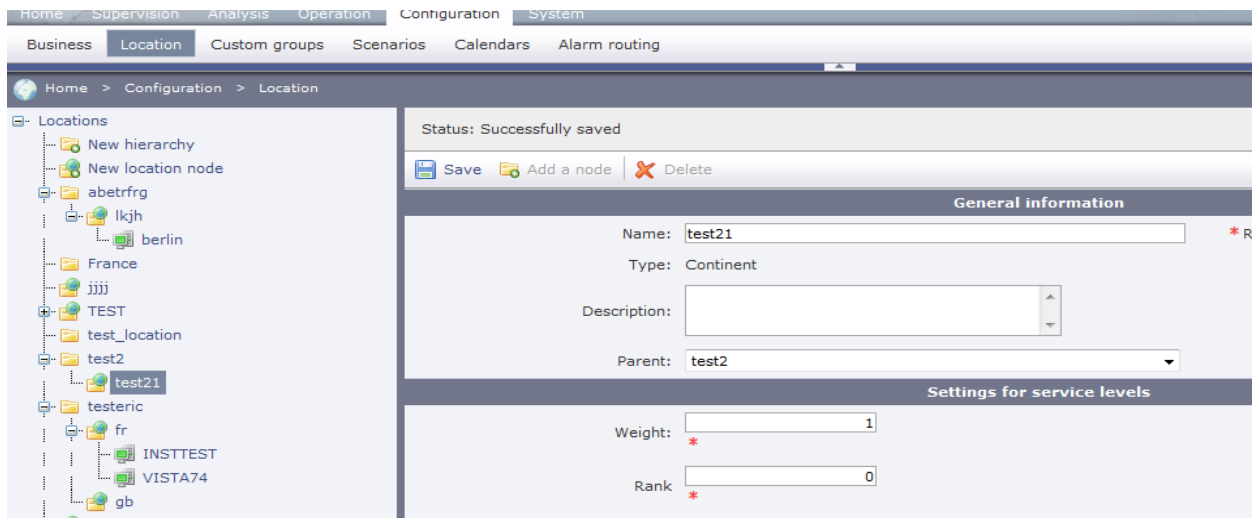 Home Supervision Analysis Operation Configuration System
Business Location Custom groups Scenarios Calendars Alarm routing
Home > Configuration > Location
Locations
New hierarchy
New location node
abetrfrg
lkjh
berlin
France
jjjj
TEST
test_location
test2
test21
testeric
fr
INSTTEST
VISTA74
gb
Status: Successfully saved
Save Add a node Delete
General information
Name: test21 * R
Type: Continent
Description:
Parent: test2
Settings for service levels
Weight: 1
*
Rank 0
*